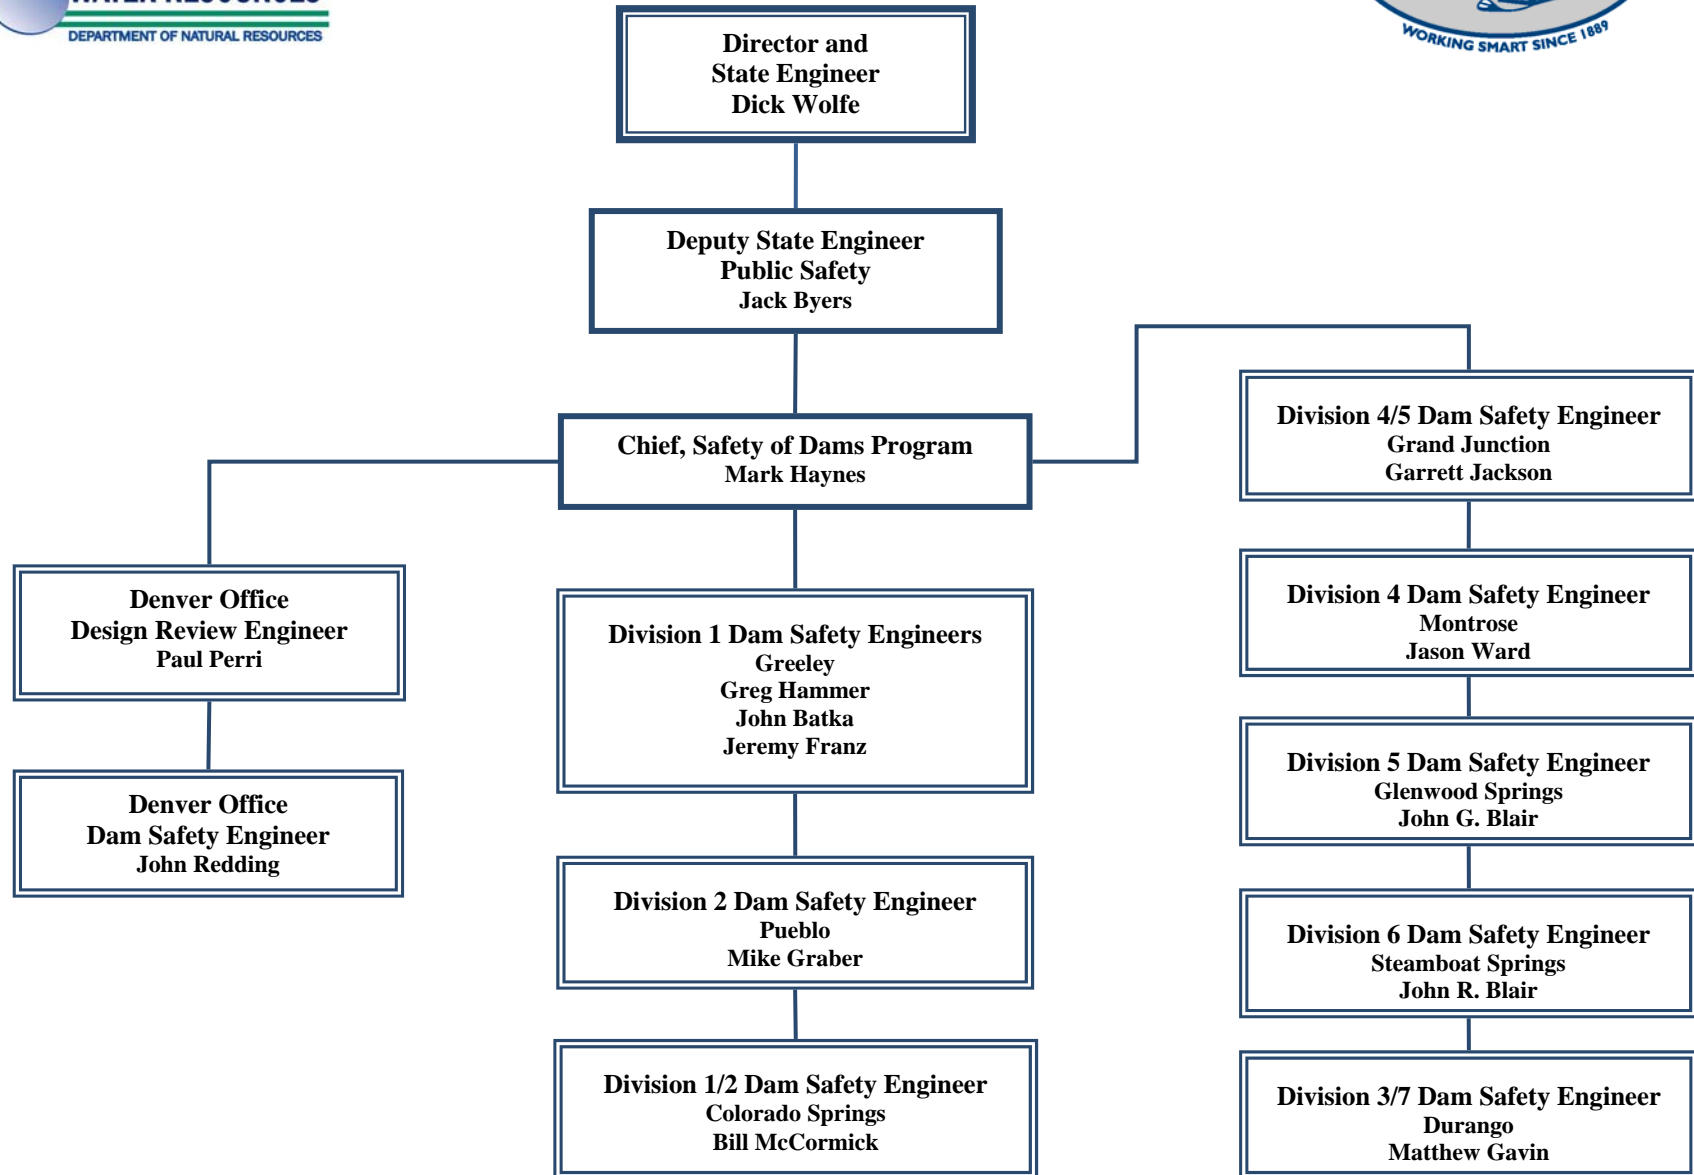 WATER RESOURCES
DEPARTMENT OF NATURAL RESOURCES
WORKING SMART SINCE 1889
Director and
State Engineer
Dick Wolfe
Deputy State Engineer
Public Safety
Jack Byers
Chief, Safety of Dams Program
Mark Haynes
Denver Office
Design Review Engineer
Paul Perri
Denver Office
Dam Safety Engineer
John Redding
Division 1 Dam Safety Engineers
Greeley
Greg Hammer
John Batka
Jeremy Franz
Division 2 Dam Safety Engineer
Pueblo
Mike Graber
Division 1/2 Dam Safety Engineer
Colorado Springs
Bill McCormick
Division 4/5 Dam Safety Engineer
Grand Junction
Garrett Jackson
Division 4 Dam Safety Engineer
Montrose
Jason Ward
Division 5 Dam Safety Engineer
Glenwood Springs
John G. Blair
Division 6 Dam Safety Engineer
Steamboat Springs
John R. Blair
Division 3/7 Dam Safety Engineer
Durango
Matthew Gavin